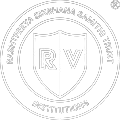 RASHTREEYA SIKSHANA SAMITHI TRUST
®
RV
INSTITUTIONS